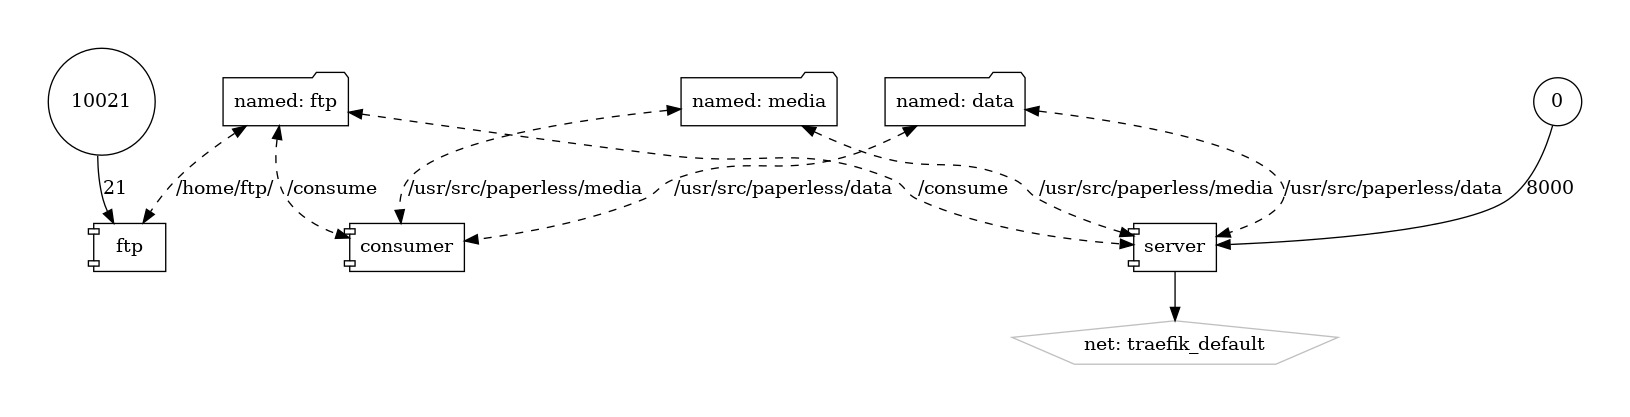 10021
named: ftp
named: media
named: data
0
21
/home/ftp/
/consume
/usr/src/paperless/media
/usr/src/paperless/data
/consume
/usr/src/paperless/media
/usr/src/paperless/data
8000
ftp
consumer
server
net: traefik_default